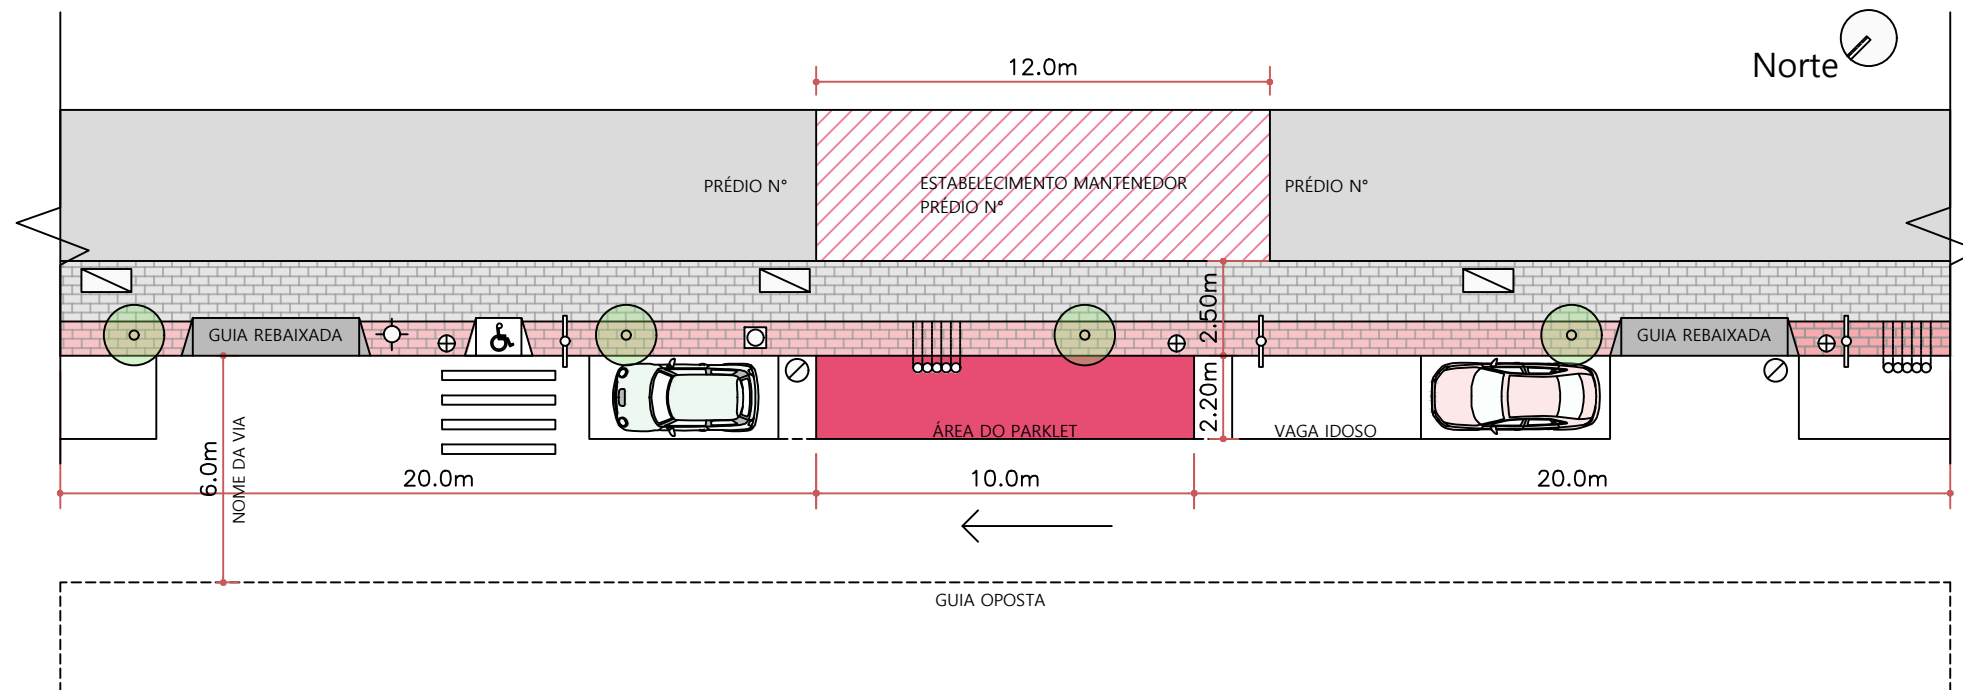 Norte
12.0m
PRÉDIO N°
ESTABELECIMENTO MANTENEDOR
PRÉDIO N°
PRÉDIO N°
2.50m
GUIA REBAIXADA
GUIA REBAIXADA
2.20m
ÁREA DO PARKLET
VAGA IDOSO
6.0m
NOME DA VIA
20.0m
10.0m
20.0m
GUIA OPOSTA